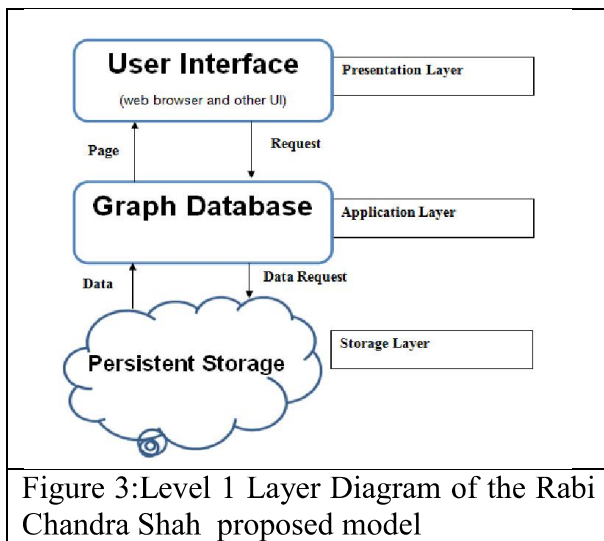 User Interface
Presentation Layer
(web browser and other UI)
Page
Request
Graph Database
Application Layer
Data
Data Request
Persistent Storage
Storage Layer
Figure 3:Level 1 Layer Diagram of the Rabi
Chandra Shah proposed model